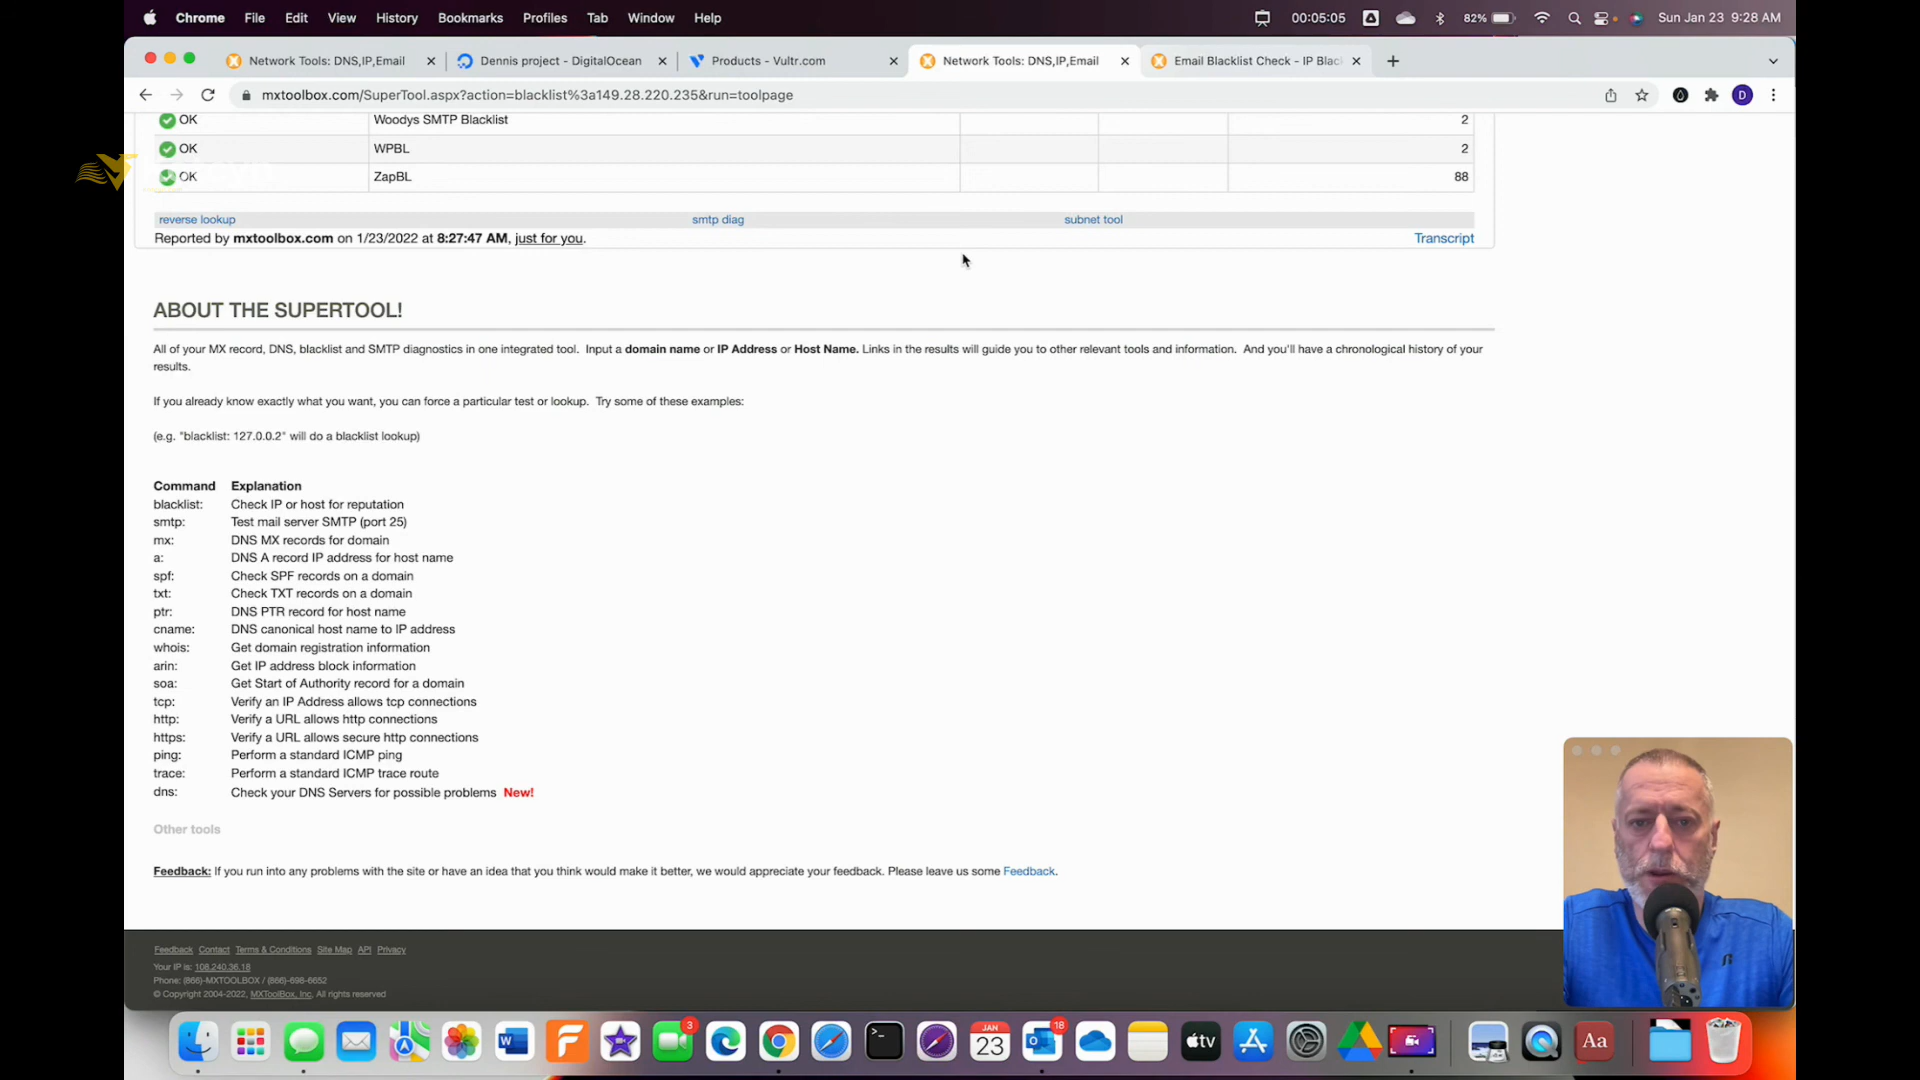 Chrome File Edit View History Bookmarks Profiles Tab Window Help 00:05:05 82% Sun Jan 23 9:28 AM
Network Tools: DNS,IP,Email Dennis project - DigitalOcean Products - Vultr.com Network Tools: DNS,IP,Email Email Blacklist Check - IP Blac
mxtoolbox.com/SuperTool.aspx?action=blacklist%3a149.28.220.235&run=toolpage D
OK Woodys SMTP Blacklist 2
OK WPBL 2
OK ZapBL 88
reverse lookup smtp diag subnet tool
Reported by mxtoolbox.com on 1/23/2022 at 8:27:47 AM, just for you. Transcript
ABOUT THE SUPERTOOL!
All of your MX record, DNS, blacklist and SMTP diagnostics in one integrated tool. Input a domain name or IP Address or Host Name. Links in the results will guide you to other relevant tools and information. And you'll have a chronological history of your
results.
If you already know exactly what you want, you can force a particular test or lookup. Try some of these examples:
(e.g. "blacklist: 127.0.0.2" will do a blacklist lookup)
Command Explanation
blacklist: Check IP or host for reputation
smtp: Test mail server SMTP (port 25)
mx: DNS MX records for domain
a: DNS A record IP address for host name
spf: Check SPF records on a domain
txt: Check TXT records on a domain
ptr: DNS PTR record for host name
cname: DNS canonical host name to IP address
whois: Get domain registration information
arin: Get IP address block information
soa: Get Start of Authority record for a domain
tcp: Verify an IP Address allows tcp connections
http: Verify a URL allows http connections
https: Verify a URL allows secure http connections
ping: Perform a standard ICMP ping
trace: Perform a standard ICMP trace route
dns: Check your DNS Servers for possible problems New!
Other tools
Feedback: If you run into any problems with the site or have an idea that you think would make it better, we would appreciate your feedback. Please leave us some Feedback.
Feedback Contact Terms & Conditions Site Map API Privacy
Your IP is: 108.240.36.18
Phone: (866)-MXTOOLBOX / (866)-698-6652
© Copyright 2004-2022, MXToolBox, Inc, All rights reserved
3 JAN 23 18 tv Aa